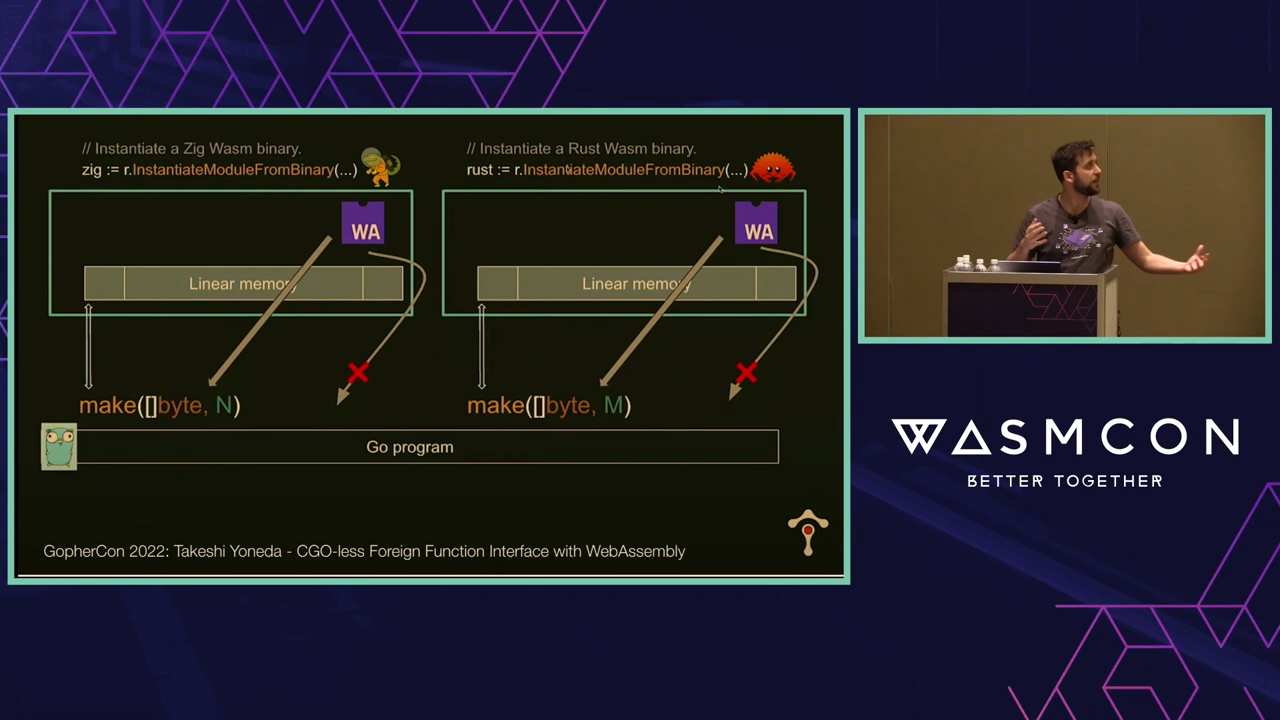 // Instantiate a Zig Wasm binary.
zig := r.InstantiateModuleFromBinary(...)
WA
Linear memory
make([]byte, N)
// Instantiate a Rust Wasm binary.
rust := r.InstantiateModuleFromBinary(...)
WA
Linear memory
make([]byte, M)
Go program
GopherCon 2022: Takeshi Yoneda - CGO-less Foreign Function Interface with WebAssembly
WASMCON
BETTER TOGETHER